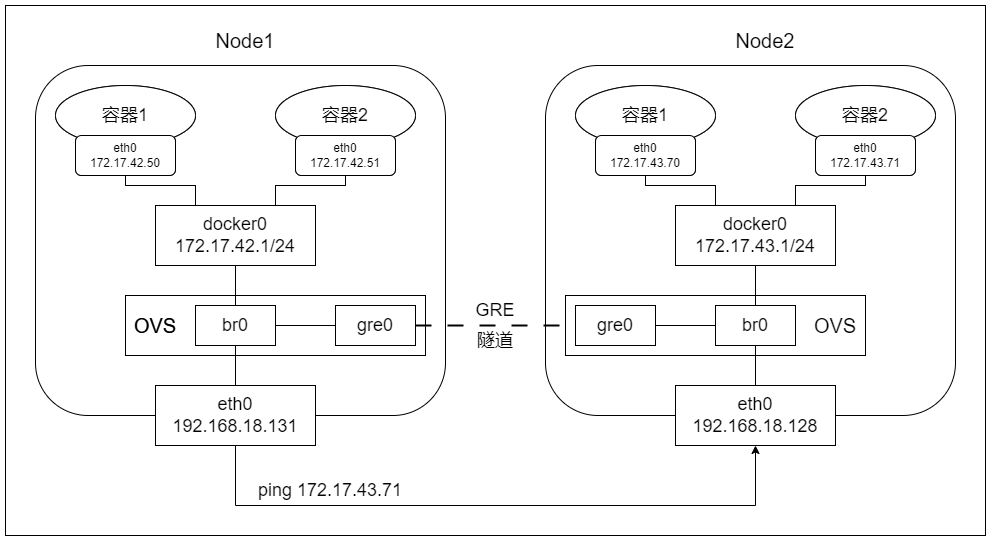 Node1
Node2
容器1
容器2
容器1
容器2
eth0
172.17.42.50
eth0
172.17.42.51
eth0
172.17.43.70
eth0
172.17.43.71
docker0
172.17.42.1/24
docker0
172.17.43.1/24
OVS
br0
gre0
GRE
隧道
gre0
br0
OVS
eth0
192.168.18.131
eth0
192.168.18.128
ping 172.17.43.71